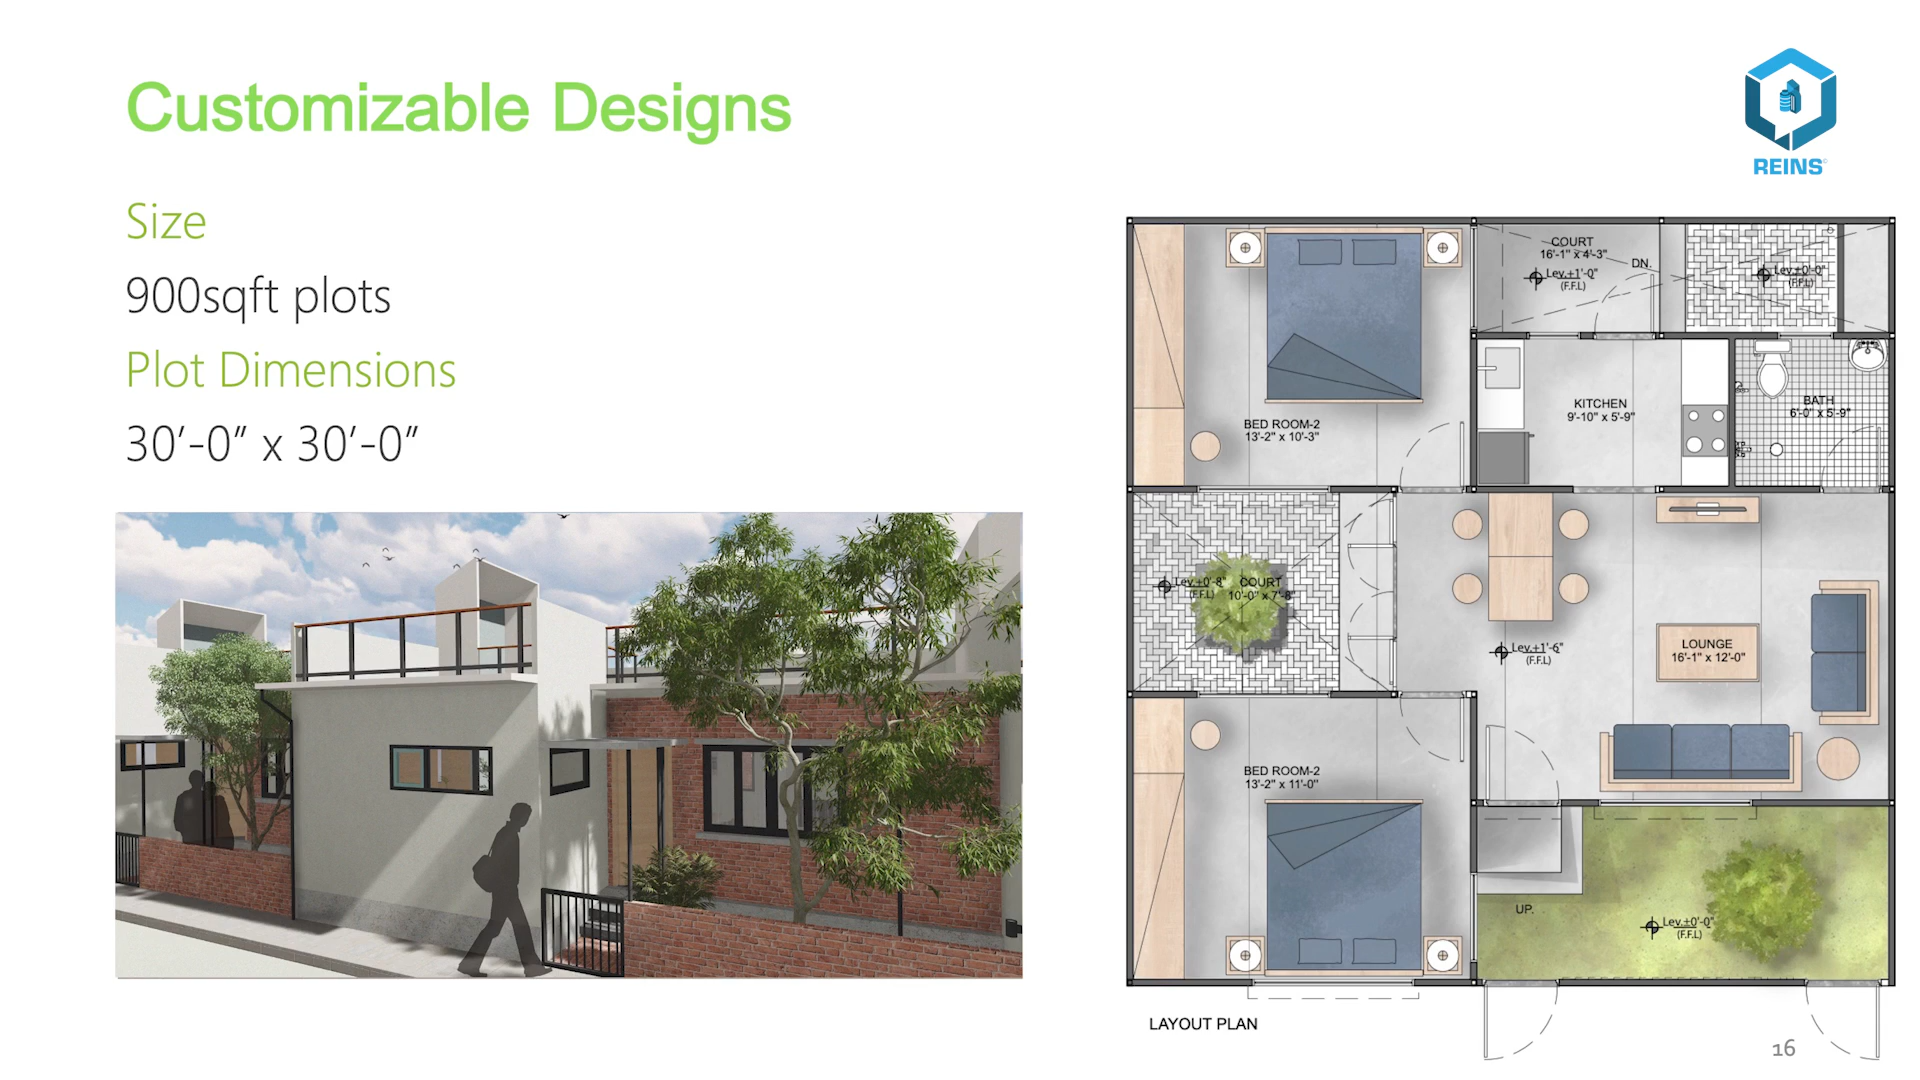 Customizable Designs
REINS
Size
900sqft plots
Plot Dimensions
30’-0” x 30’-0”
COURT
16'-1" x 4'-3"
Lev.+1'-0"
(F.F.L)
DN.
Lev.±0'-0"
(F.F.L)
BED ROOM-2
13'-2" x 10'-3"
KITCHEN
9'-10" x 5'-9"
BATH
6'-0" x 5'-9"
Lev.+0'-8"
(F.F.L)
COURT
10'-0" x 7'-8"
Lev.+1'-6"
(F.F.L)
LOUNGE
16'-1" x 12'-0"
BED ROOM-2
13'-2" x 11'-0"
UP.
Lev.±0'-0"
(F.F.L)
LAYOUT PLAN
16